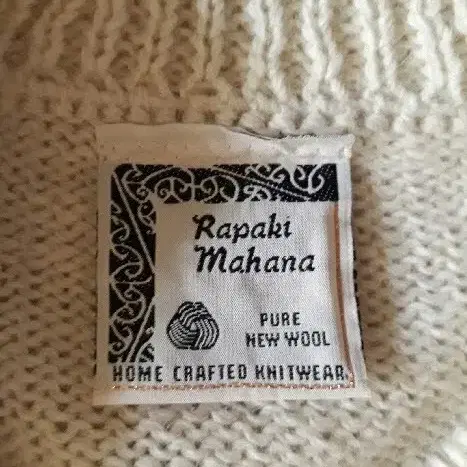 Rapaki
Mahana
PURE
NEW WOOL
HOME CRAFTED KNITWEAR.